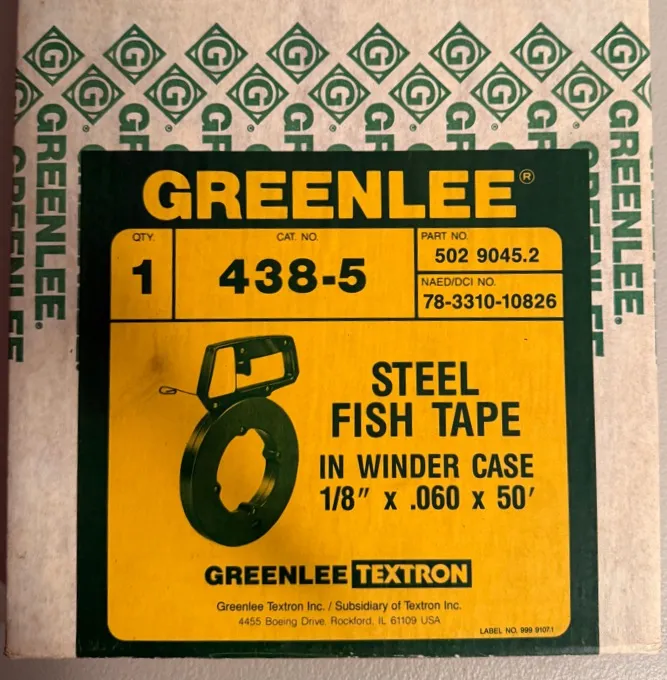 GREENLEE®
QTY.
1
CAT. NO.
438-5
PART NO.
502 9045.2
NAED/DCI NO.
78-3310-10826
STEEL
FISH TAPE
IN WINDER CASE
1/8" x .060 x 50'
GREENLEE TEXTRON
Greenlee Textron Inc. / Subsidiary of Textron Inc.
4455 Boeing Drive, Rockford, IL 61109 USA
LABEL NO. 999 9107.1
GREENLEE®
GREENLEE®